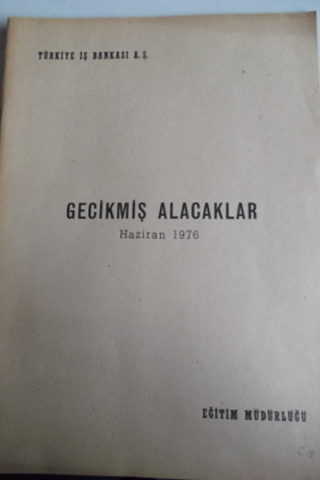 TÜRKİYE İŞ BANKASI A.Ş.
GECİKMİŞ ALACAKLAR
Haziran 1976
EĞİTİM MÜDÜRLÜĞÜ